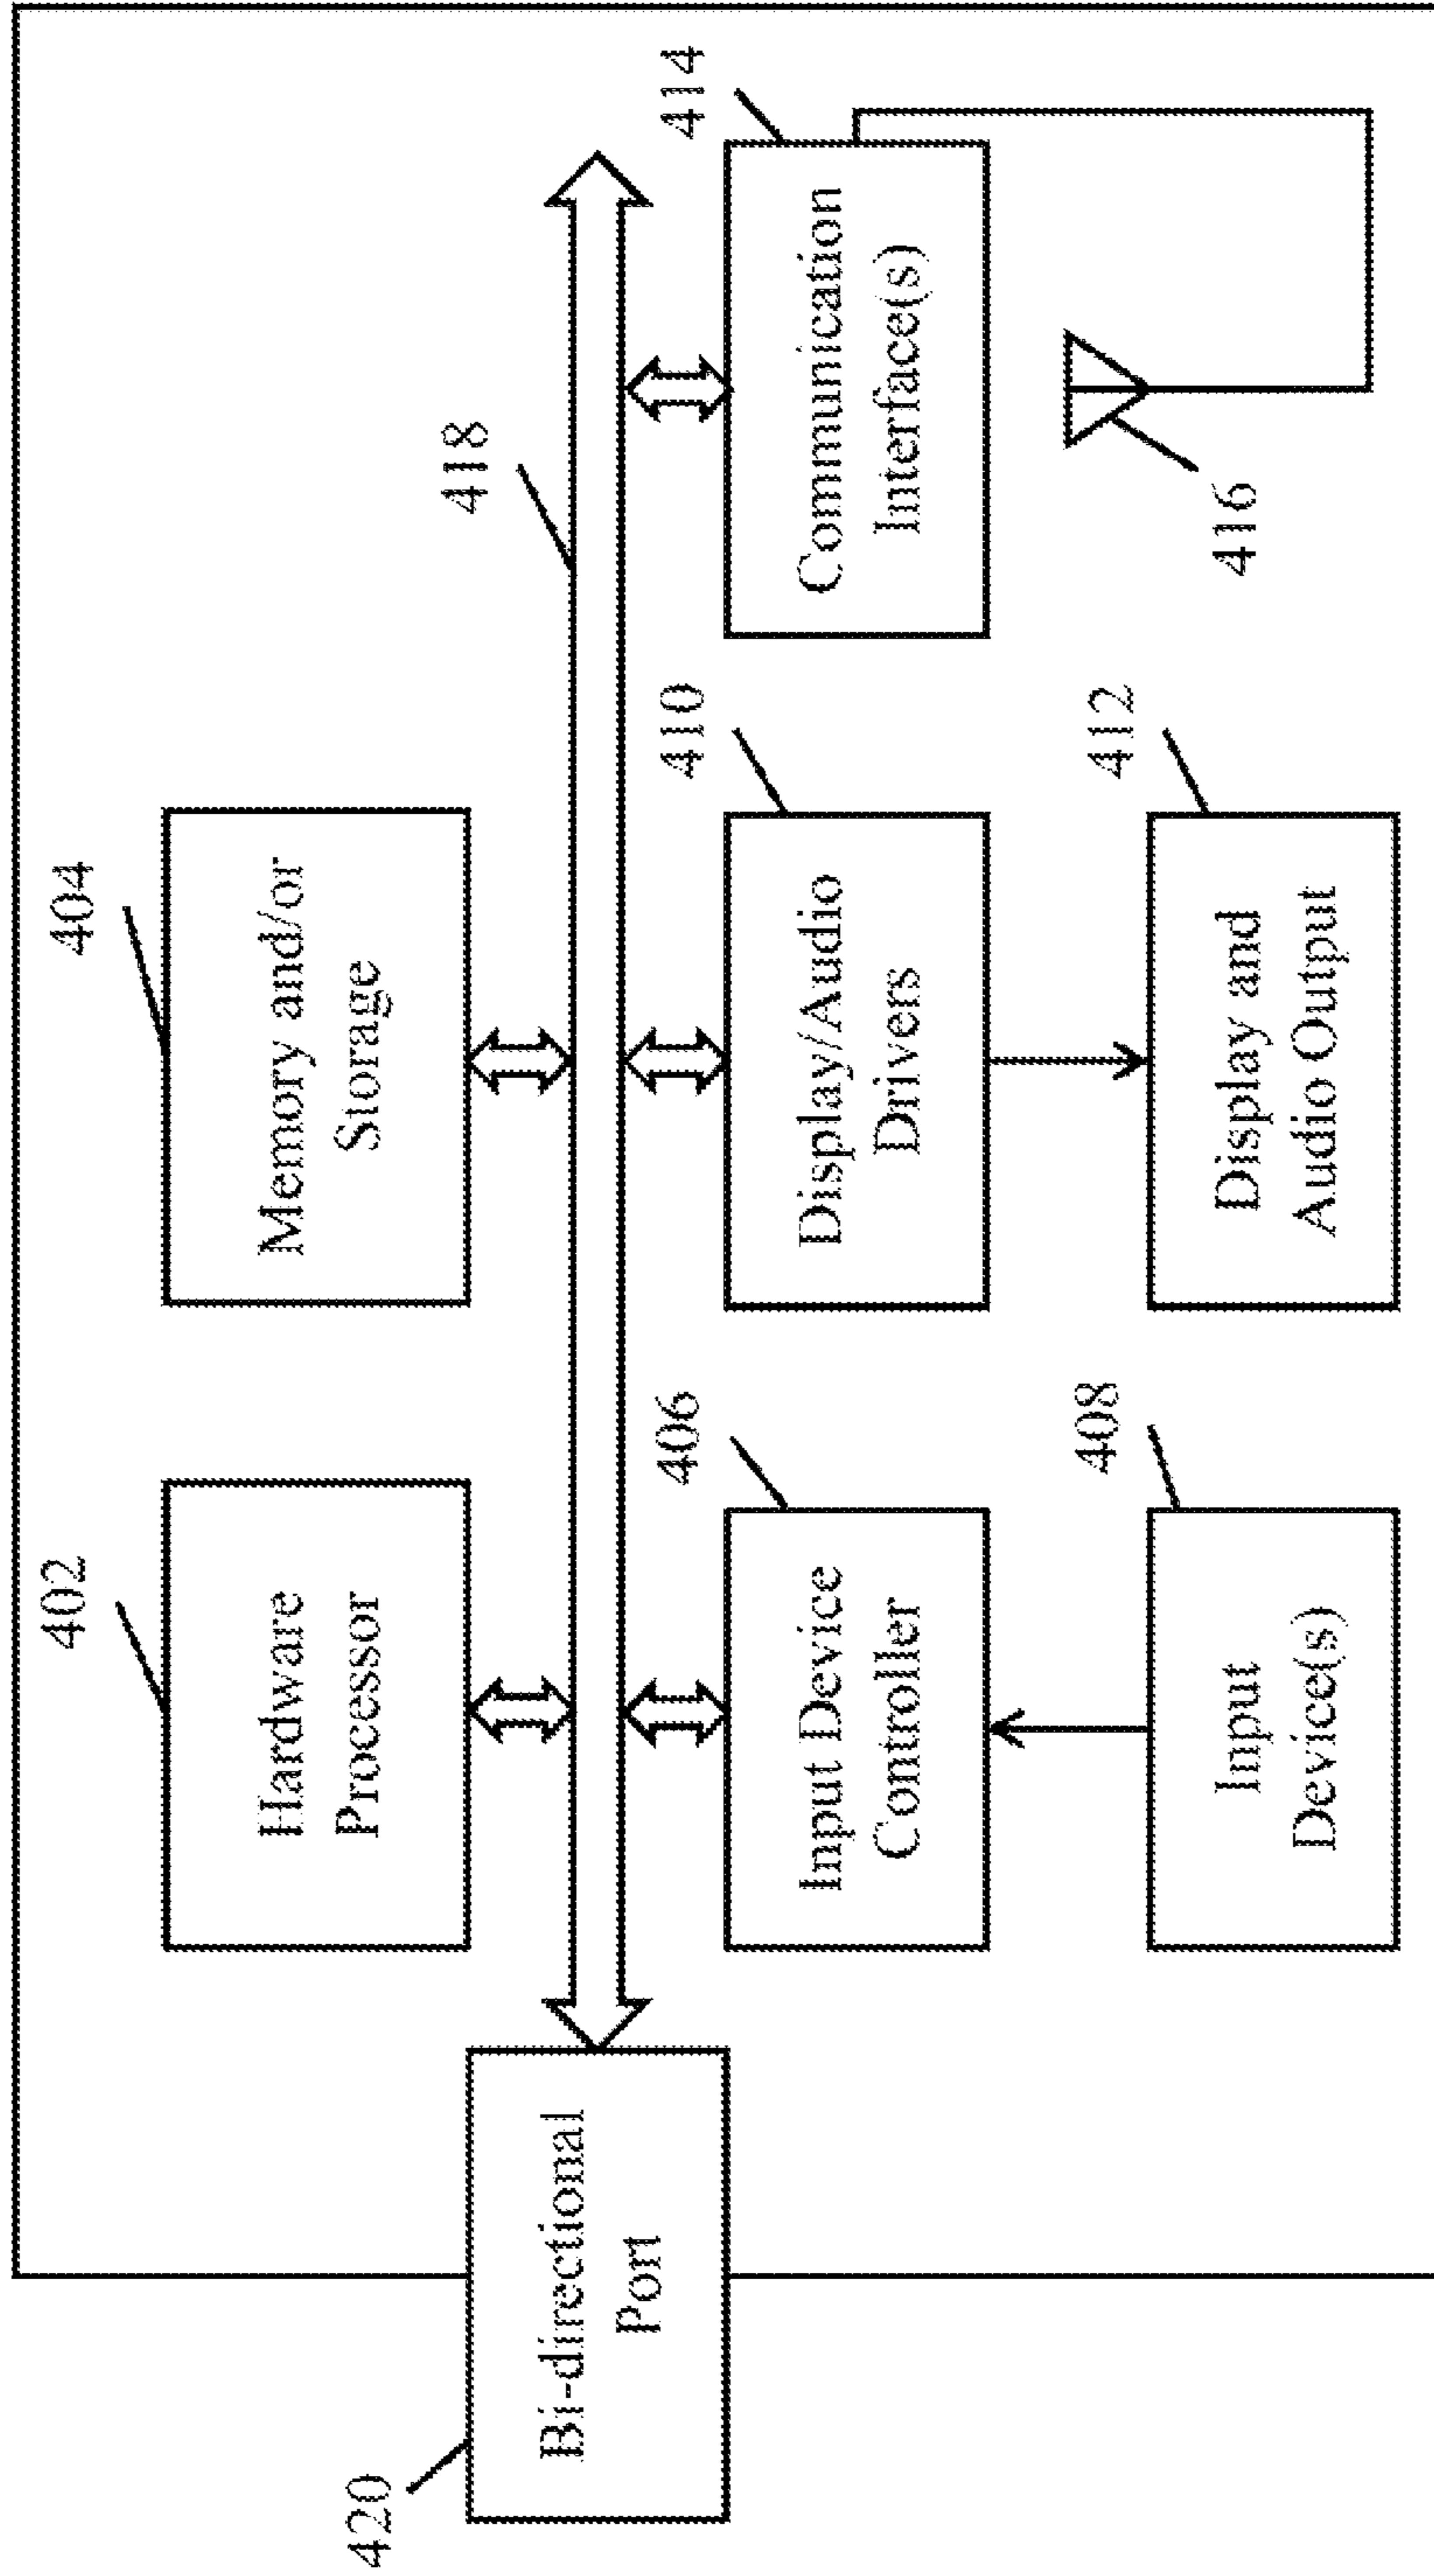 402
Hardware
Processor
404
Memory and/or
Storage
418
420
Bi-directional
Port
406
Input Device
Controller
410
Display/Audio
Drivers
414
Communication
Interface(s)
408
Input
Device(s)
412
Display and
Audio Output
416